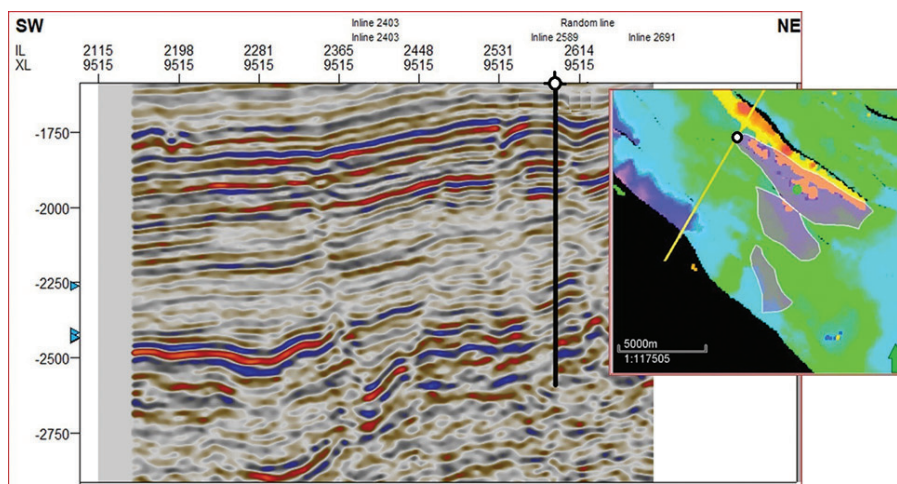 SW NE
Inline 2403 Random line
Inline 2403 Inline 2589 Inline 2691
IL 2115 2198 2281 2365 2448 2531 2614
XL 9515 9515 9515 9515 9515 9515 9515
-1750
-2000
-2250
-2500
-2750
5000m
1:117505